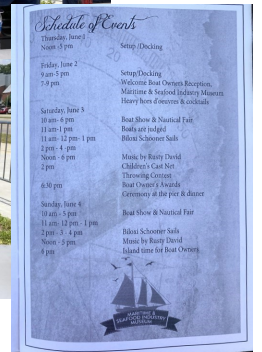 Schedule of Events
Thursday, June 1
Noon -5 pm Setup /Docking
Friday, June 2
9 am-5 pm Setup/Docking
7-9 pm Welcome Boat Owners Reception,
Maritime & Seafood Industry Museum
Heavy hors d'oeuvres & cocktails
Saturday, June 3
10 am- 6 pm Boat Show & Nautical Fair
11 am-1 pm Boats are judged
11 am- 12 pm- 1 pm Biloxi Schooner Sails
2 pm - 4 -pm
Noon - 6 pm Music by Rusty David
2 pm Children's Cast Net
Throwing Contest
6:30 pm Boat Owner's Awards
Ceremony at the pier & dinner
Sunday, June 4
10 am - 5 pm Boat Show & Nautical Fair
11 am- 12 pm - 1 pm
2 pm - 3 - 4 pm Biloxi Schooner Sails
Noon - 5 pm Music by Rusty David
6 pm Island time for Boat Owners
MARITIME &
SEAFOOD INDUSTRY
MUSEUM